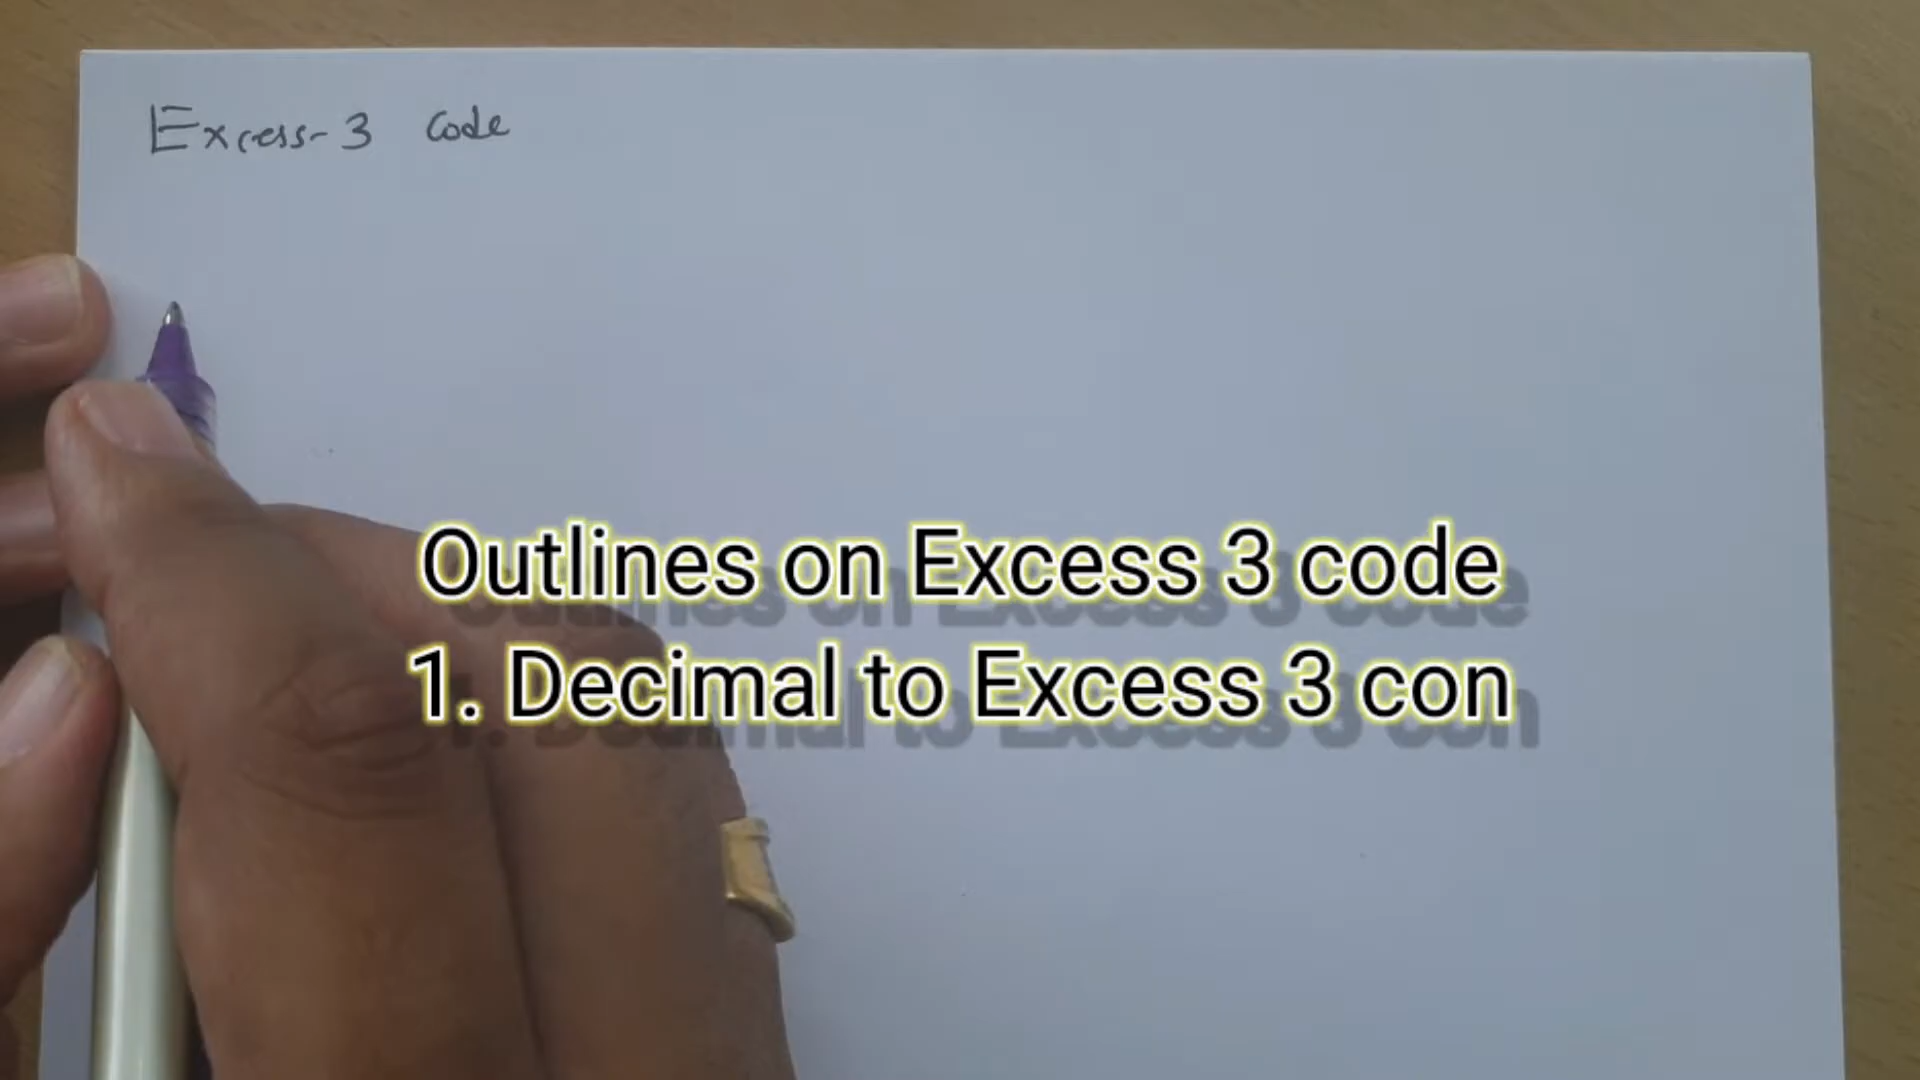 Excess-3 Code
Outlines on Excess 3 code
1. Decimal to Excess 3 con